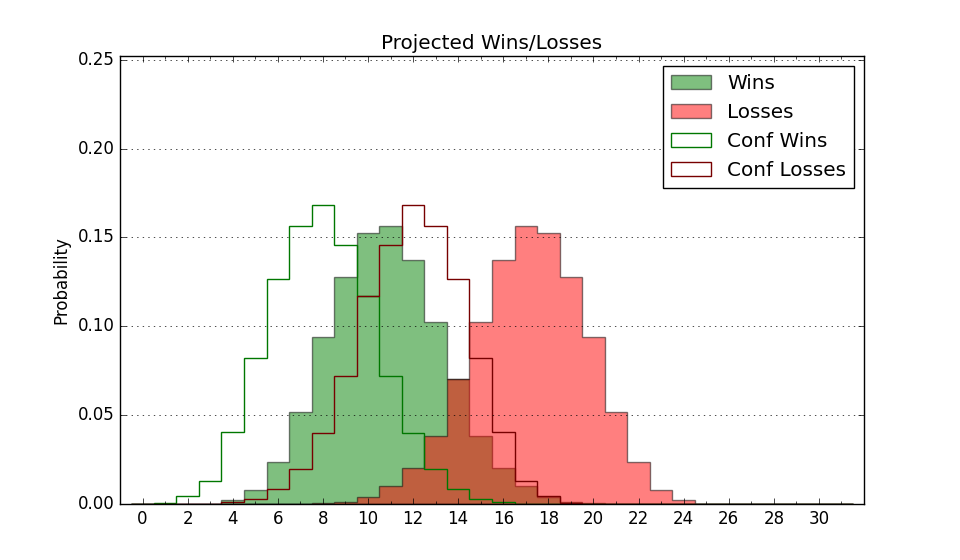 Projected Wins/Losses
0.25
0.20
0.15
0.10
0.05
0.00
Probability
Wins
Losses
Conf Wins
Conf Losses
0 2 4 6 8 10 12 14 16 18 20 22 24 26 28 30